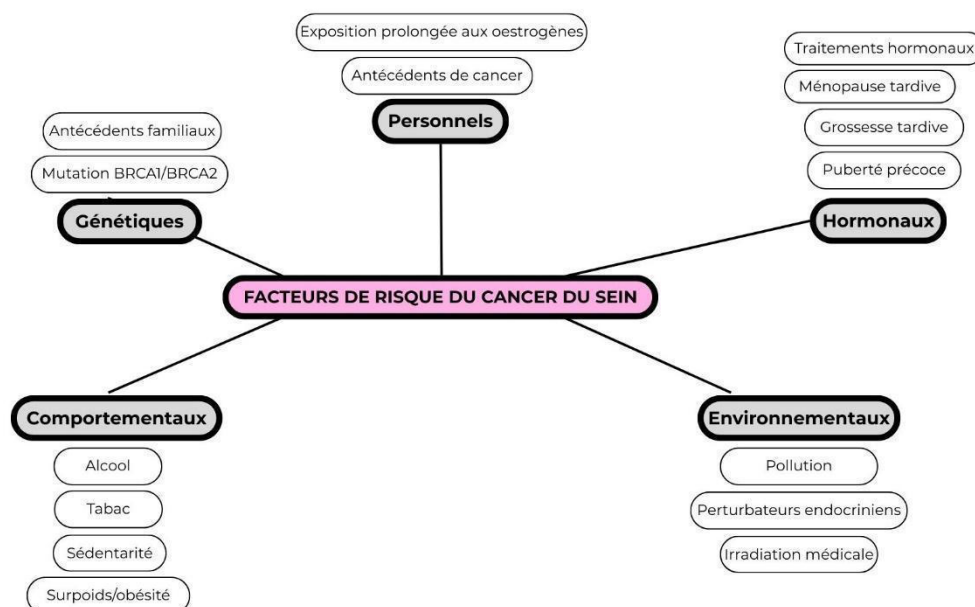 Exposition prolongée aux oestrogènes
Antécédents de cancer
Personnels
Traitements hormonaux
Ménopause tardive
Grossesse tardive
Puberté précoce
Hormonaux
Antécédents familiaux
Mutation BRCA1/BRCA2
Génétiques
FACTEURS DE RISQUE DU CANCER DU SEIN
Comportementaux
Alcool
Tabac
Sédentarité
Surpoids/obésité
Environnementaux
Pollution
Perturbateurs endocriniens
Irradiation médicale